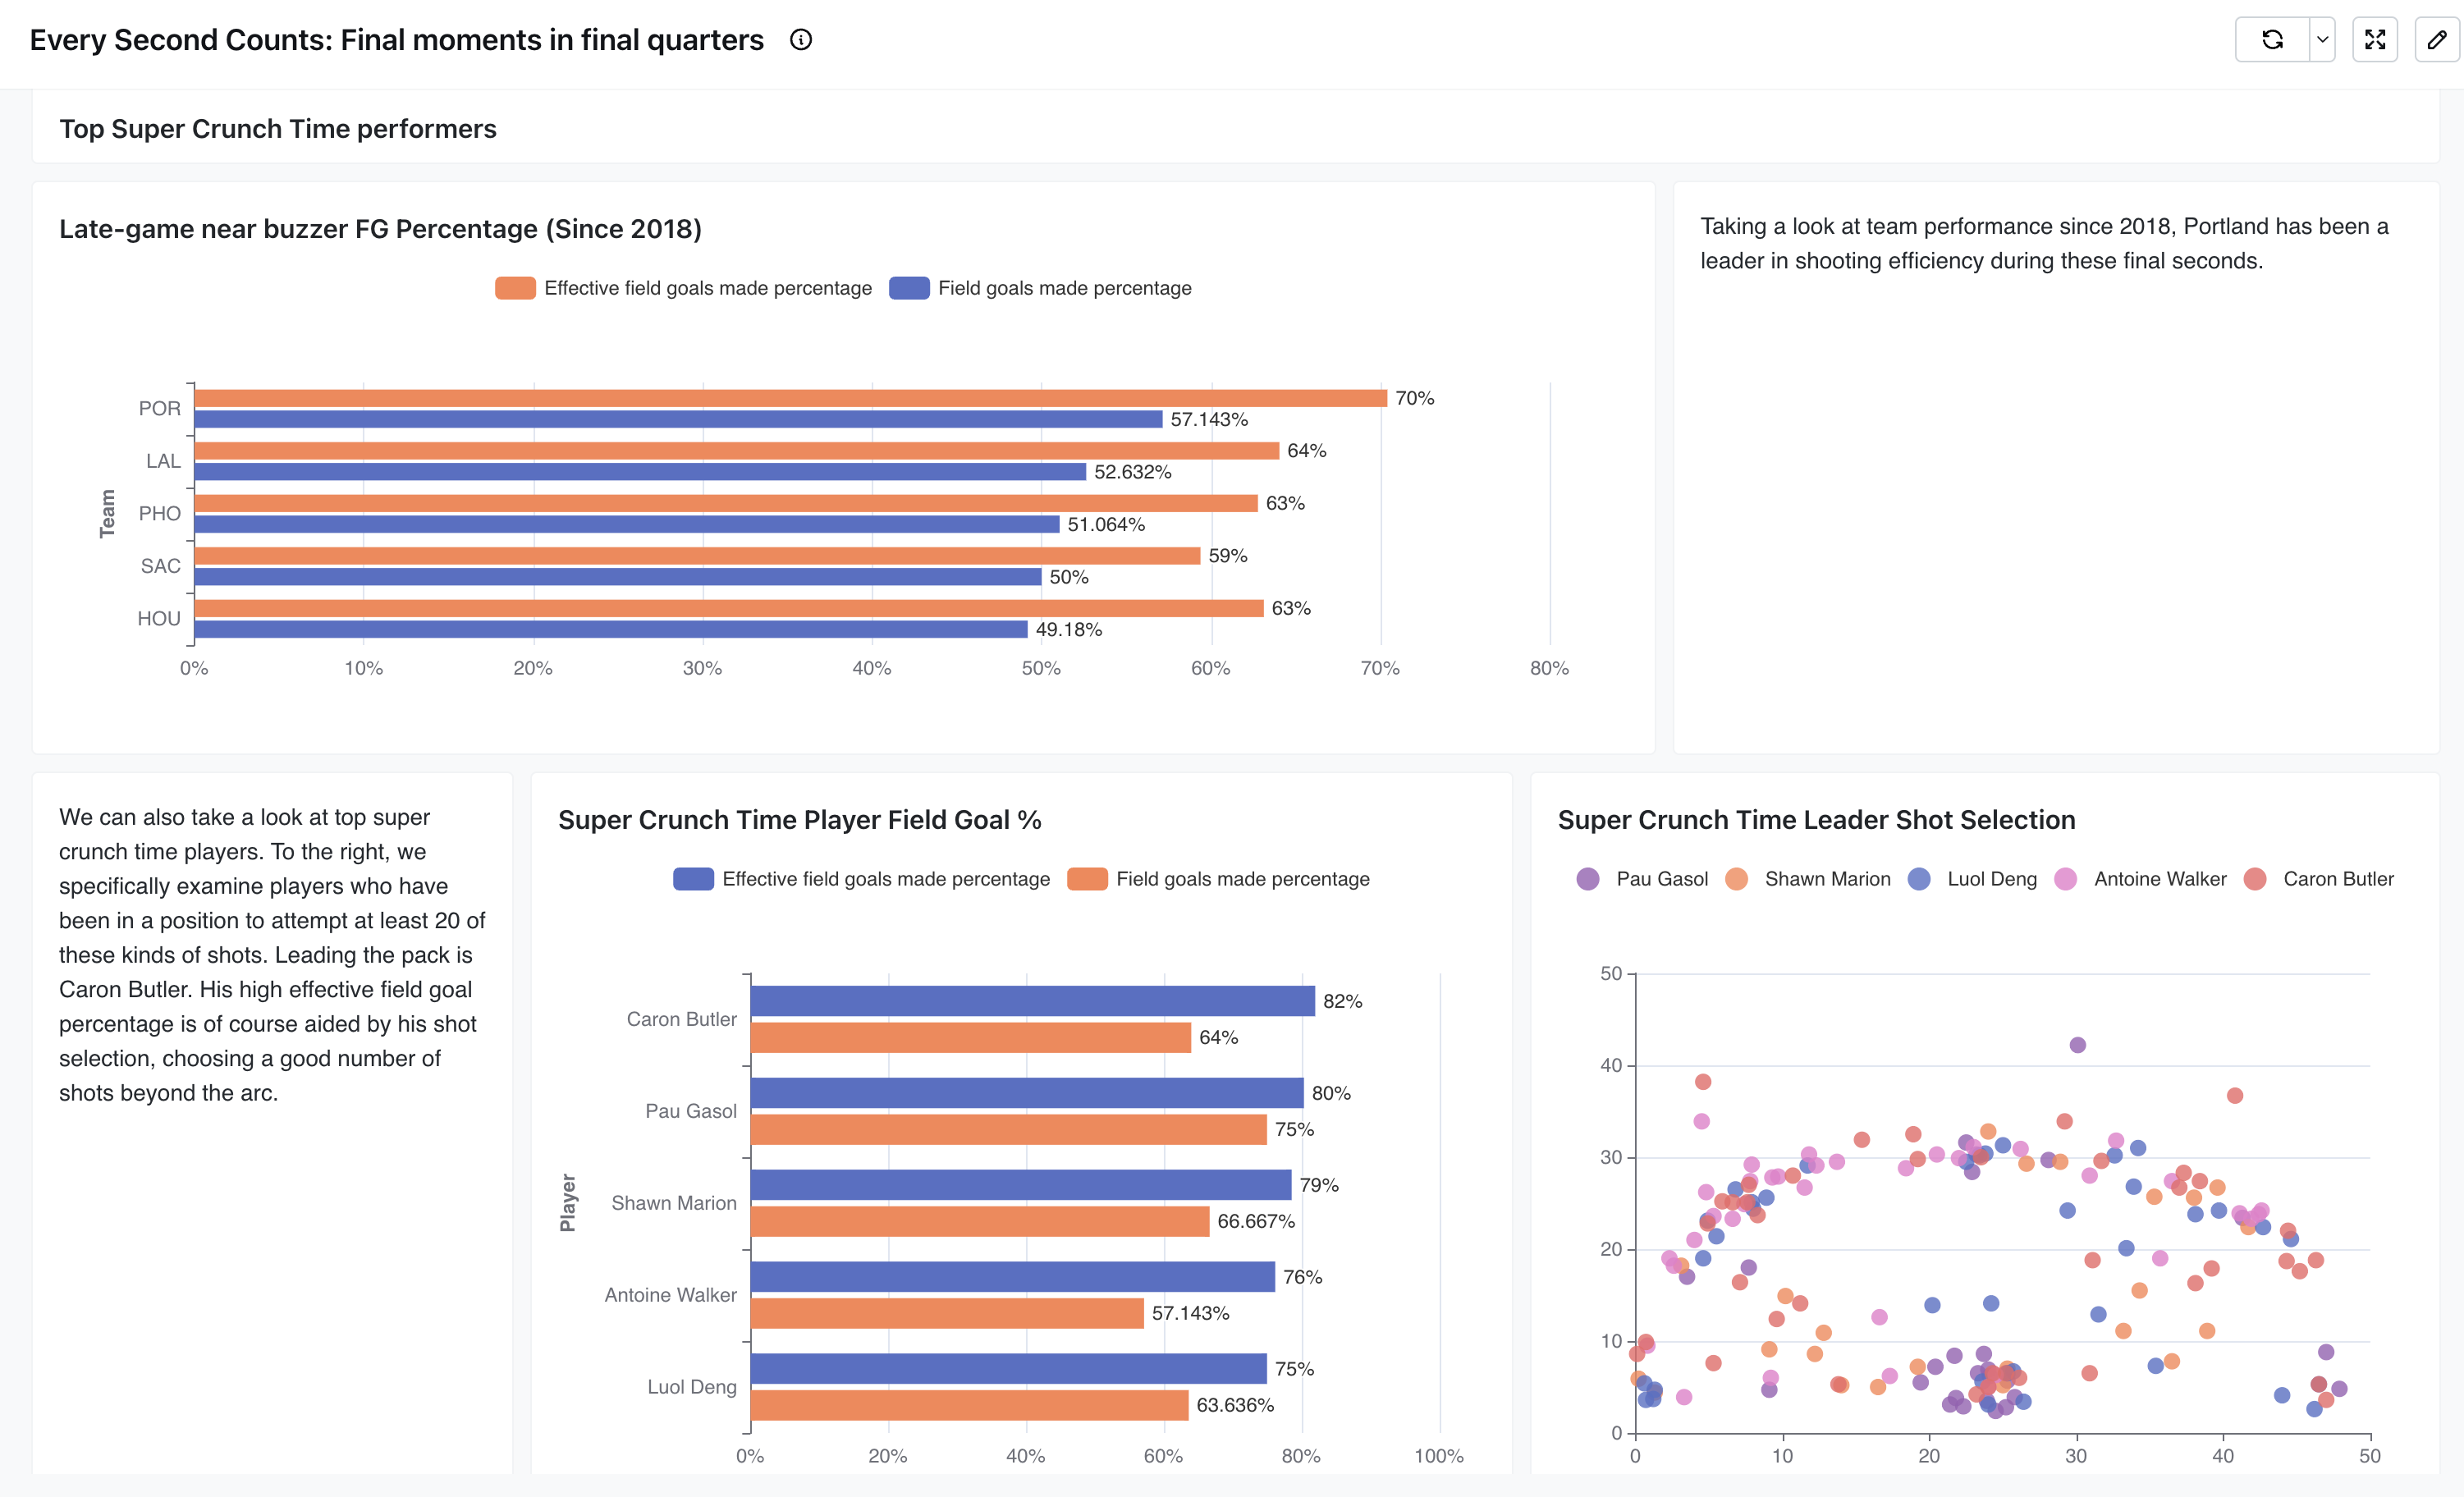 Every Second Counts: Final moments in final quarters
Top Super Crunch Time performers
Late-game near buzzer FG Percentage (Since 2018)
Effective field goals made percentage
Field goals made percentage
Team
POR
70%
57.143%
LAL
64%
52.632%
PHO
63%
51.064%
SAC
59%
50%
HOU
63%
49.18%
0%
10%
20%
30%
40%
50%
60%
70%
80%
Taking a look at team performance since 2018, Portland has been a
leader in shooting efficiency during these final seconds.
We can also take a look at top super
crunch time players. To the right, we
specifically examine players who have
been in a position to attempt at least 20 of
these kinds of shots. Leading the pack is
Caron Butler. His high effective field goal
percentage is of course aided by his shot
selection, choosing a good number of
shots beyond the arc.
Super Crunch Time Player Field Goal %
Effective field goals made percentage
Field goals made percentage
Player
Caron Butler
82%
64%
Pau Gasol
80%
75%
Shawn Marion
79%
66.667%
Antoine Walker
76%
57.143%
Luol Deng
75%
63.636%
0%
20%
40%
60%
80%
100%
Super Crunch Time Leader Shot Selection
Pau Gasol
Shawn Marion
Luol Deng
Antoine Walker
Caron Butler
50
40
30
20
10
0
0
10
20
30
40
50